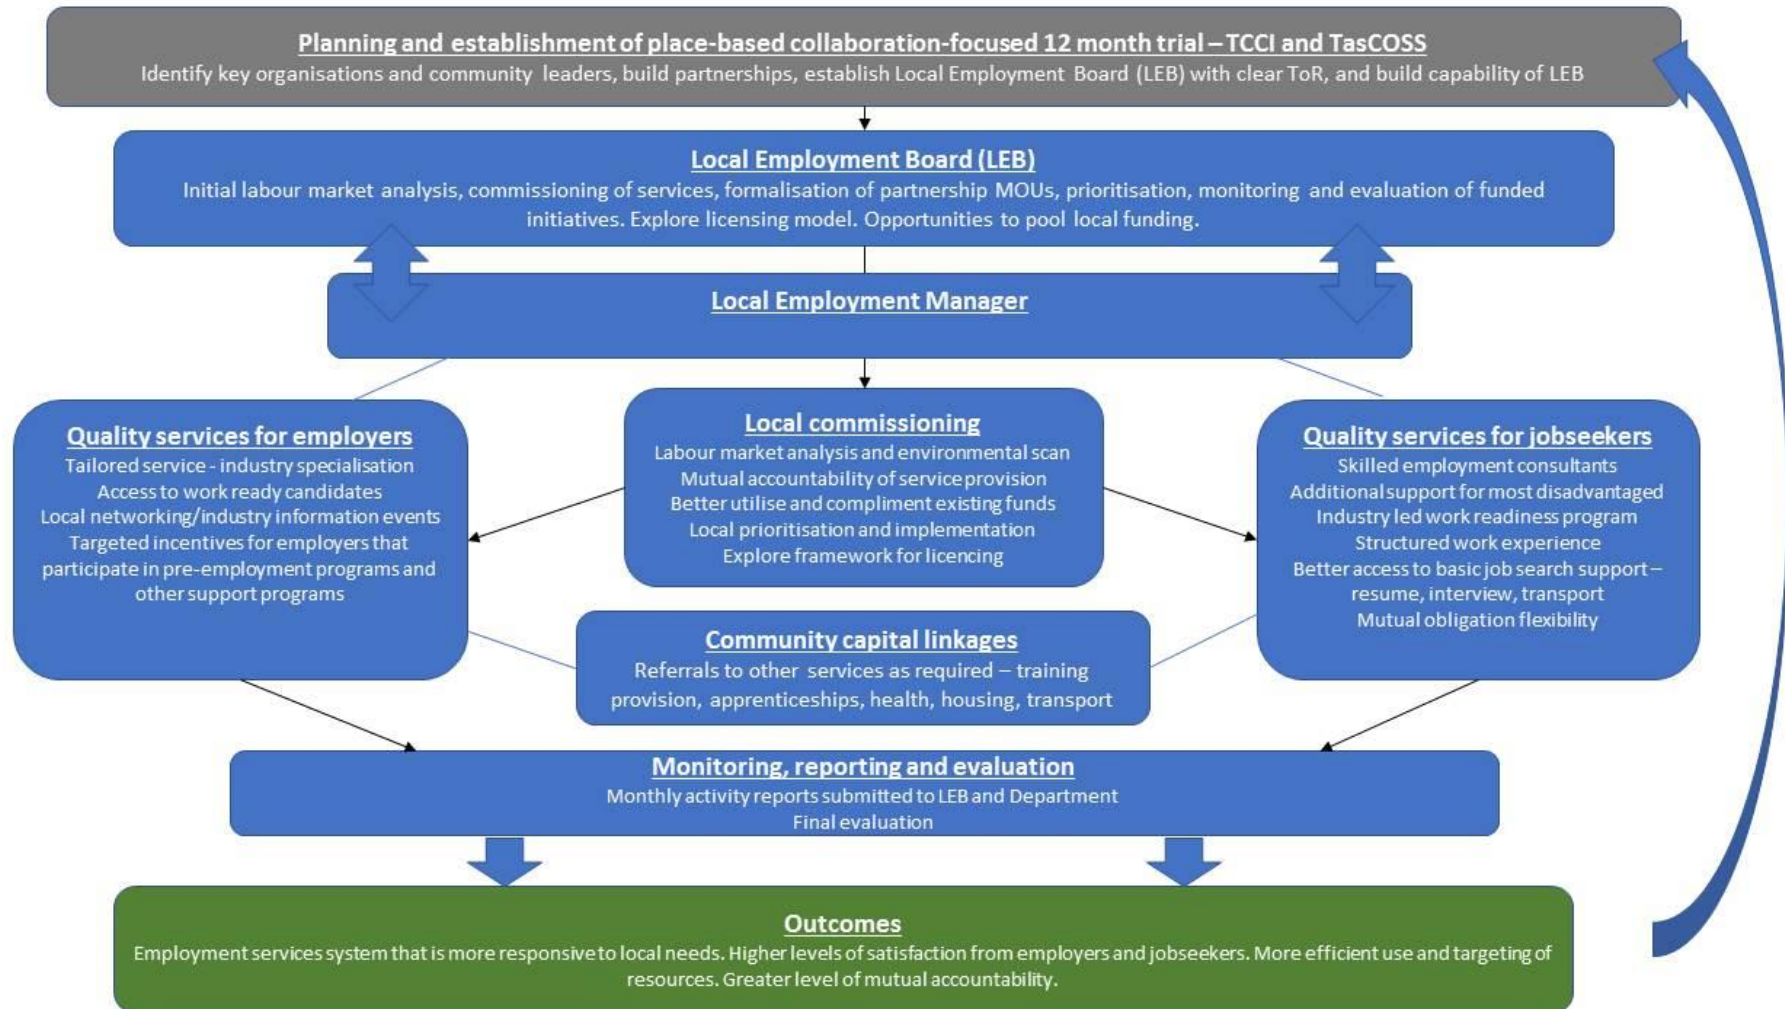 Planning and establishment of place-based collaboration-focused 12 month trial – TCCI and TasCOSS
Identify key organisations and community leaders, build partnerships, establish Local Employment Board (LEB) with clear ToR, and build capability of LEB
Local Employment Board (LEB)
Initial labour market analysis, commissioning of services, formalisation of partnership MOUs, prioritisation, monitoring and evaluation of funded
initiatives. Explore licensing model. Opportunities to pool local funding.
Local Employment Manager
Quality services for employers
Tailored service - industry specialisation
Access to work ready candidates
Local networking/industry information events
Targeted incentives for employers that
participate in pre-employment programs and
other support programs
Local commissioning
Labour market analysis and environmental scan
Mutual accountability of service provision
Better utilise and compliment existing funds
Local prioritisation and implementation
Explore framework for licencing
Quality services for jobseekers
Skilled employment consultants
Additional support for most disadvantaged
Industry led work readiness program
Structured work experience
Better access to basic job search support –
resume, interview, transport
Mutual obligation flexibility
Community capital linkages
Referrals to other services as required – training
provision, apprenticeships, health, housing, transport
Monitoring, reporting and evaluation
Monthly activity reports submitted to LEB and Department
Final evaluation
Outcomes
Employment services system that is more responsive to local needs. Higher levels of satisfaction from employers and jobseekers. More efficient use and targeting of
resources. Greater level of mutual accountability.